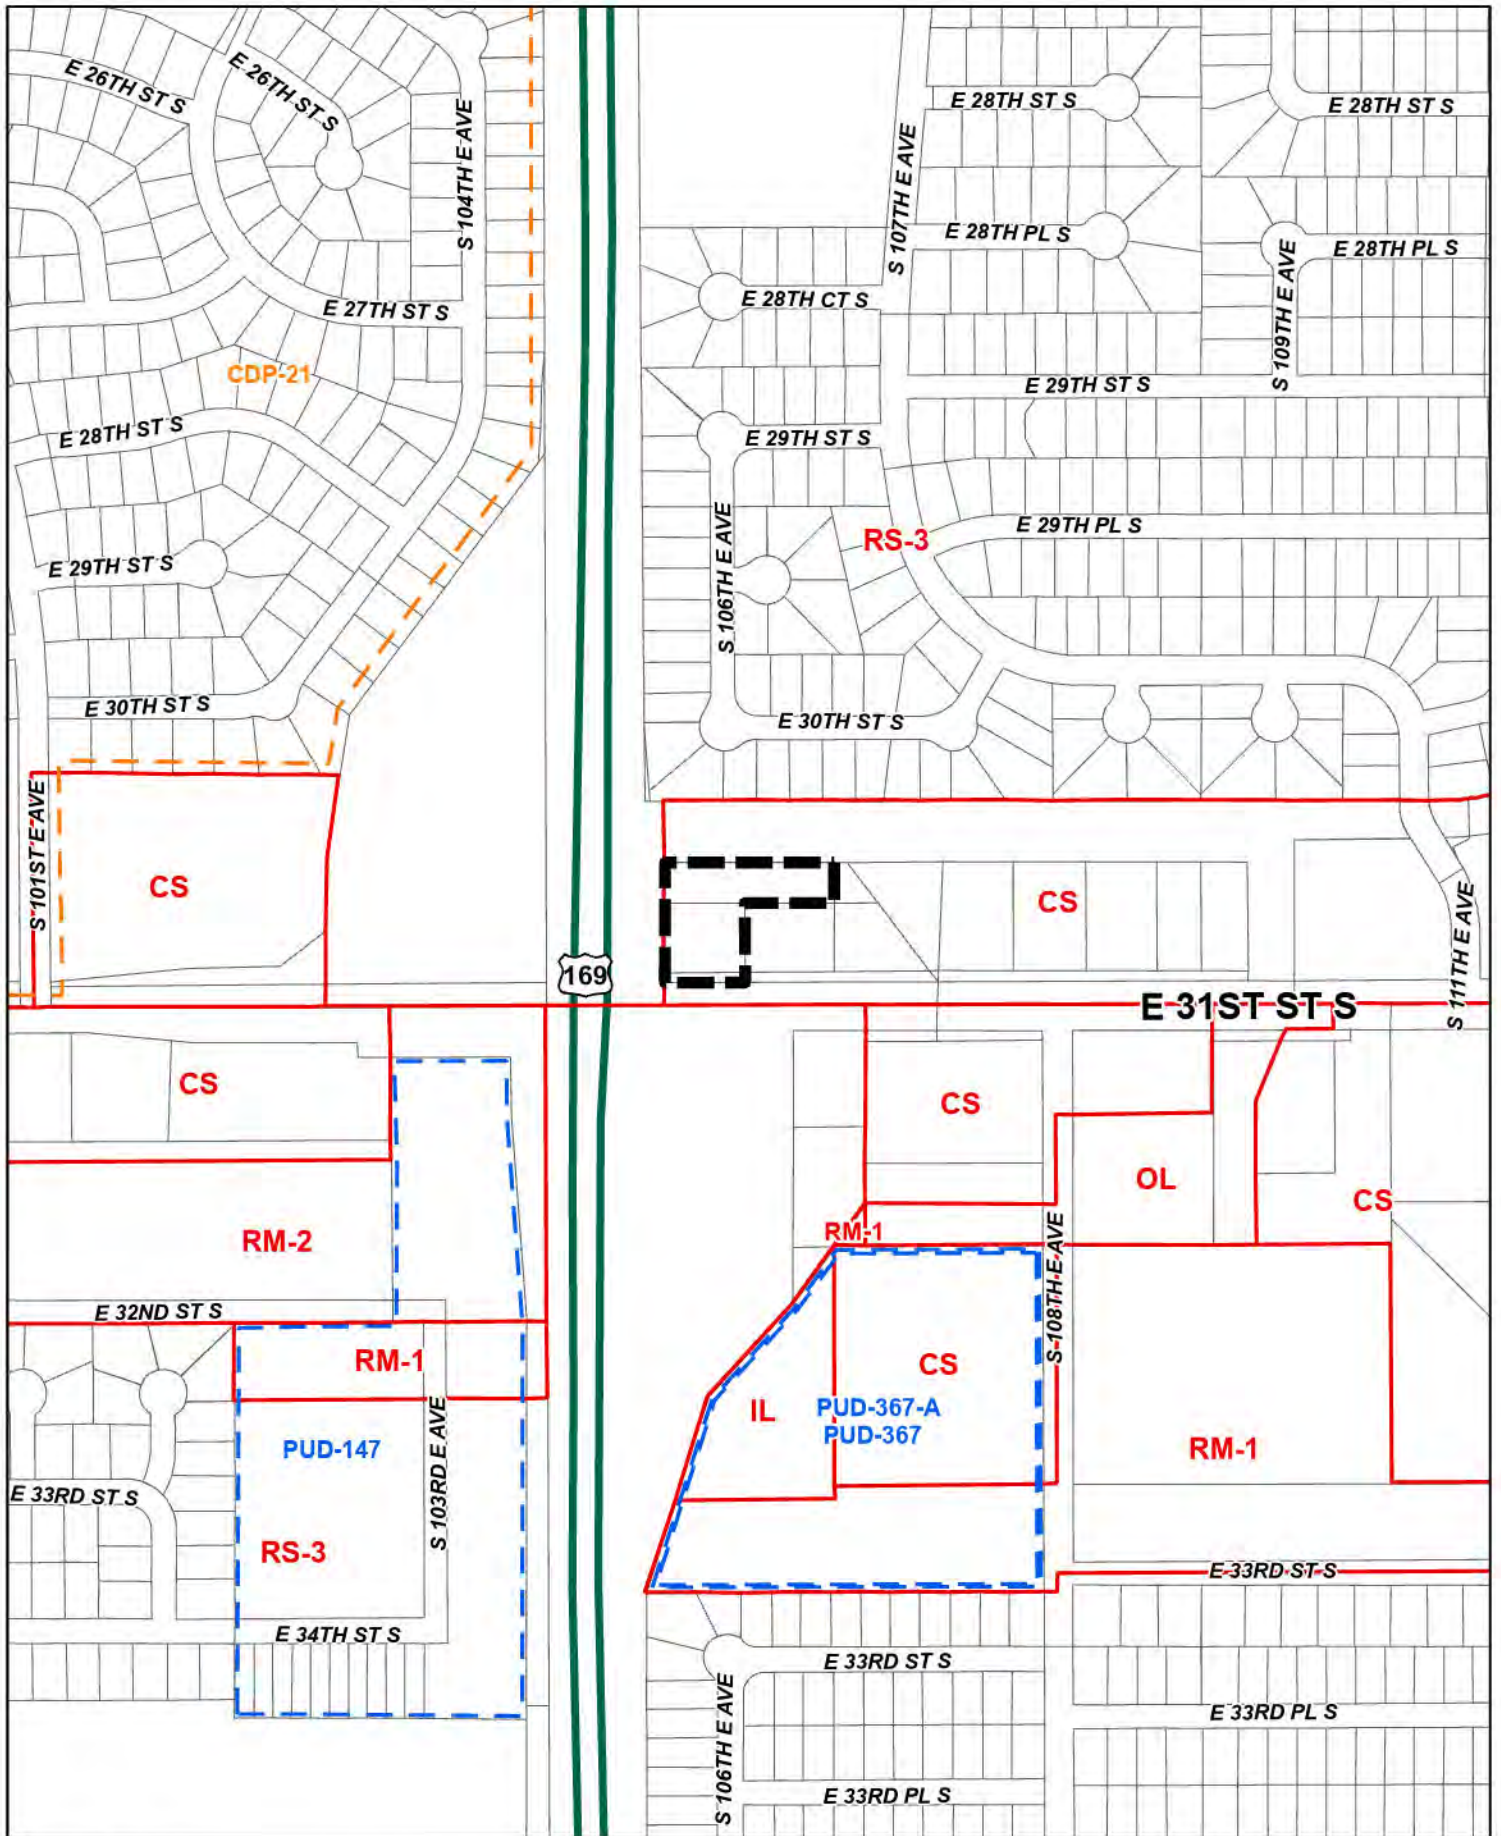 E 26TH ST S
E 26TH ST S
S 104TH E AVE
E 28TH ST S
E 28TH ST S
S 107TH E AVE
E 28TH PL S
E 28TH PL S
S 109TH E AVE
E 28TH CT S
E 27TH ST S
CDP-21
E 29TH ST S
E 28TH ST S
E 29TH ST S
RS-3
E 29TH PL S
S 106TH E AVE
E 29TH ST S
E 30TH ST S
E 30TH ST S
S 101ST E AVE
CS
CS
169
E 31ST ST S
S 111TH E AVE
CS
CS
OL
CS
RM-2
RM-1
S 108TH E AVE
E 32ND ST S
RM-1
CS
IL
PUD-367-A
PUD-367
PUD-147
S 103RD E AVE
RM-1
E 33RD ST S
RS-3
E 33RD ST S
E 34TH ST S
E 33RD ST S
S 106TH E AVE
E 33RD PL S
E 33RD PL S